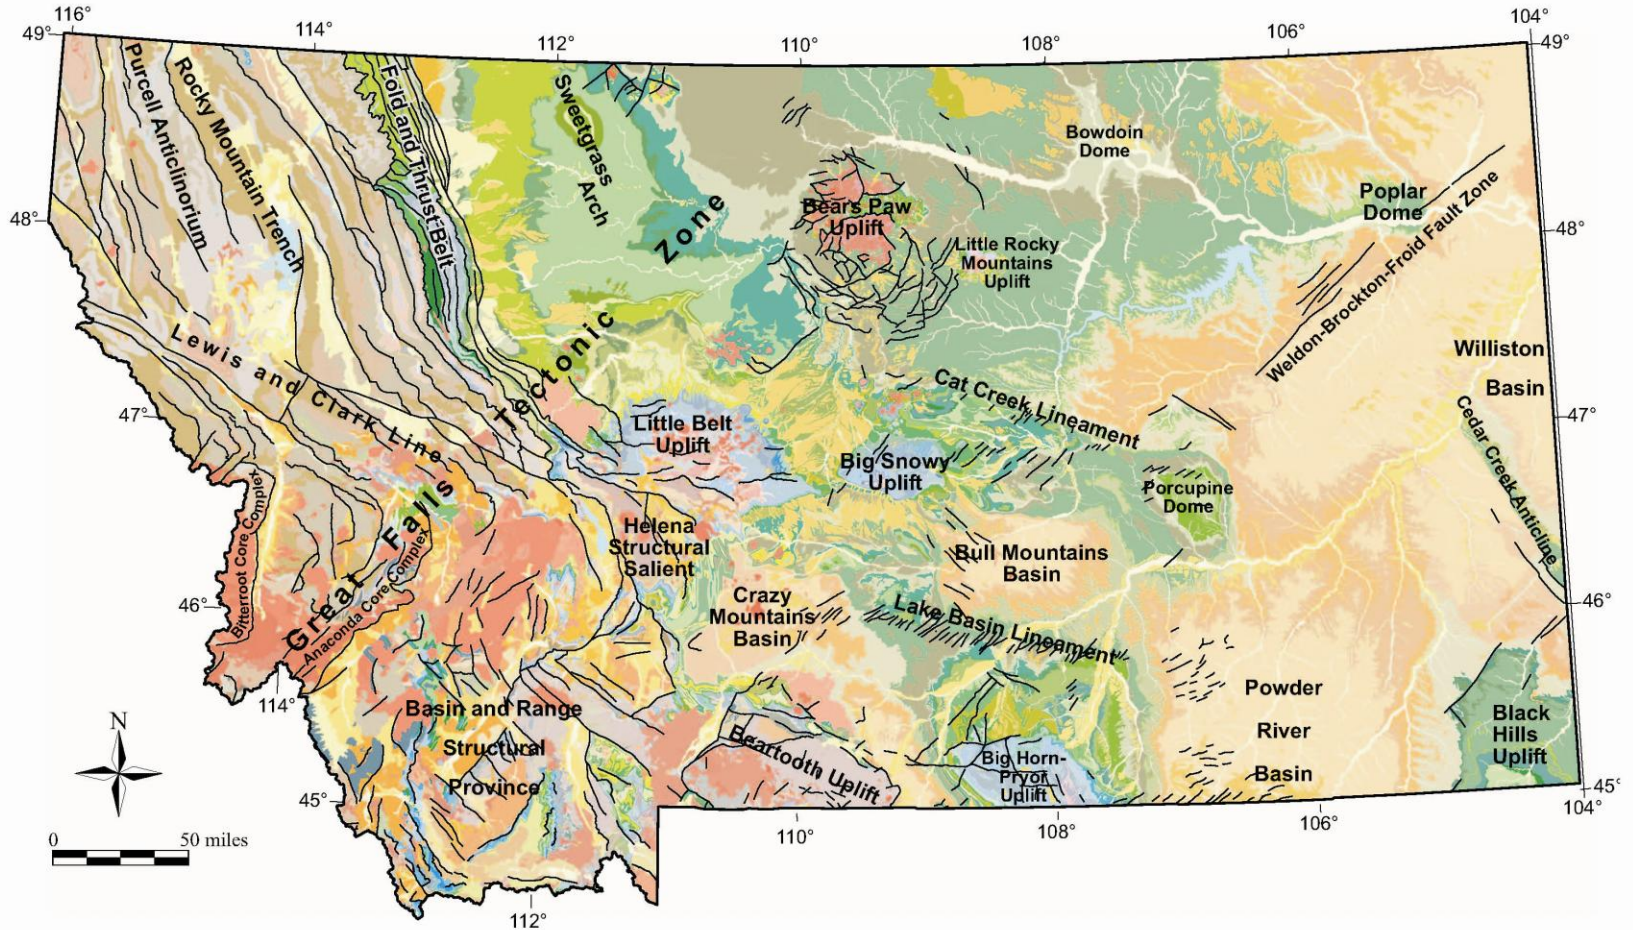 116°
114°
112°
110°
108°
106°
104°
49°
49°
Purcell Anticlinorium
Rocky Mountain Trench
Fold and Thrust Belt
Sweetgrass
Arch
Bowdoin
Dome
Poplar
Dome
Weldon-Brockton-Froid Fault Zone
48°
48°
Bear's Paw
Uplift
Little Rocky
Mountains
Uplift
Great Falls Tectonic Zone
Lewis and Clark Line
Williston
Basin
Cat Creek Lineament
47°
47°
Little Belt
Uplift
Big Snowy
Uplift
Porcupine
Dome
Cedar Creek Anticline
Bitterroot Core Complex
Anaconda Core Complex
Helena
Structural
Salient
Bull Mountains
Basin
Crazy
Mountains
Basin
Lake Basin Lineament
46°
46°
Powder
River
Basin
Black
Hills
Uplift
114°
Basin and Range
Structural
Province
Beartooth Uplift
Big Horn-
Pryor
Uplift
N
45°
45°
104°
110°
108°
106°
112°
0
50 miles